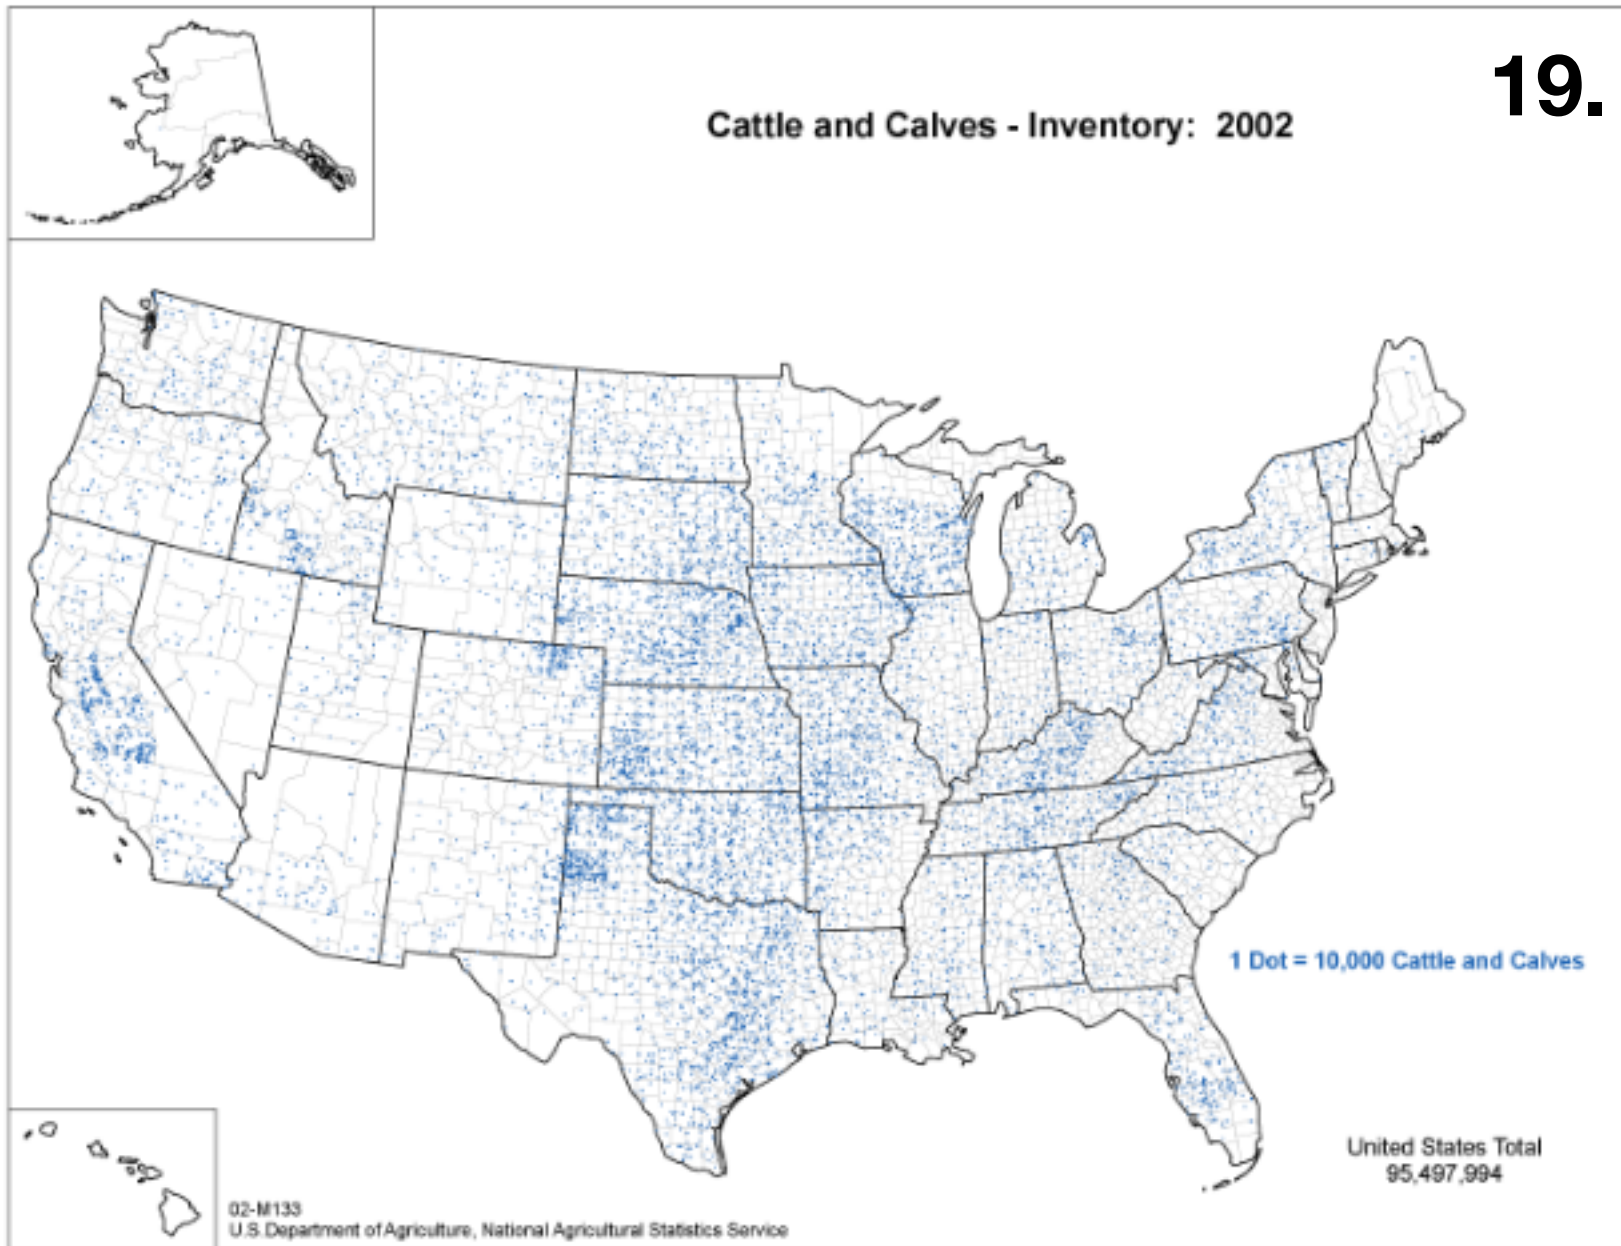 19.
Cattle and Calves - Inventory: 2002
1 Dot = 10,000 Cattle and Calves
United States Total
95,497,994
02-M133
U.S. Department of Agriculture, National Agricultural Statistics Service